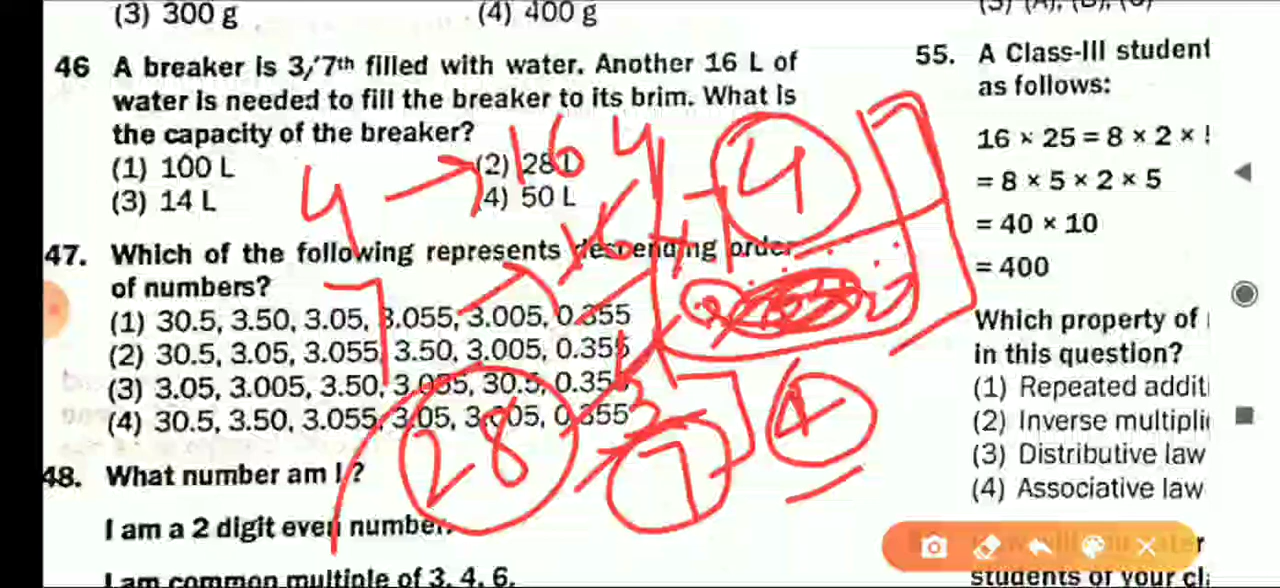 (3) 300 g
(4) 400 g
46 A breaker is 3/7th filled with water. Another 16 L of
water is needed to fill the breaker to its brim. What is
the capacity of the breaker?
(1) 100 L
(2) 28 L
(3) 14 L
(4) 50 L
47. Which of the following represents descending order
of numbers?
(1) 30.5, 3.50, 3.05, 3.055, 3.005, 0.355
(2) 30.5, 3.05, 3.055, 3.50, 3.005, 0.355
(3) 3.05, 3.005, 3.50, 3.055, 30.5, 0.355
(4) 30.5, 3.50, 3.055, 3.05, 3.005, 0.355
48. What number am I?
I am a 2 digit even number.
I am common multiple of 3, 4, 6.
4 → 16
7
28
16
4
4
3
7
4
55. A Class-III student
as follows:
16 × 25 = 8 × 2 ×
= 8 × 5 × 2 × 5
= 40 × 10
= 400
Which property of
in this question?
(1) Repeated additi
(2) Inverse multipli
(3) Distributive law
(4) Associative law
students of your